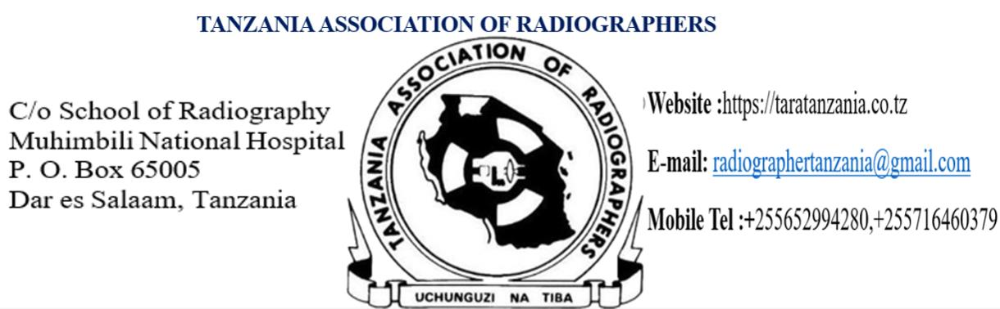 TANZANIA ASSOCIATION OF RADIOGRAPHERS
C/o School of Radiography
Muhimbili National Hospital
P. O. Box 65005
Dar es Salaam, Tanzania
TANZANIA ASSOCIATION OF RADIOGRAPHERS
UCHUNGUZI NA TIBA
Website :https://taratanzania.co.tz
E-mail: radiographertanzania@gmail.com
Mobile Tel :+255652994280,+255716460379